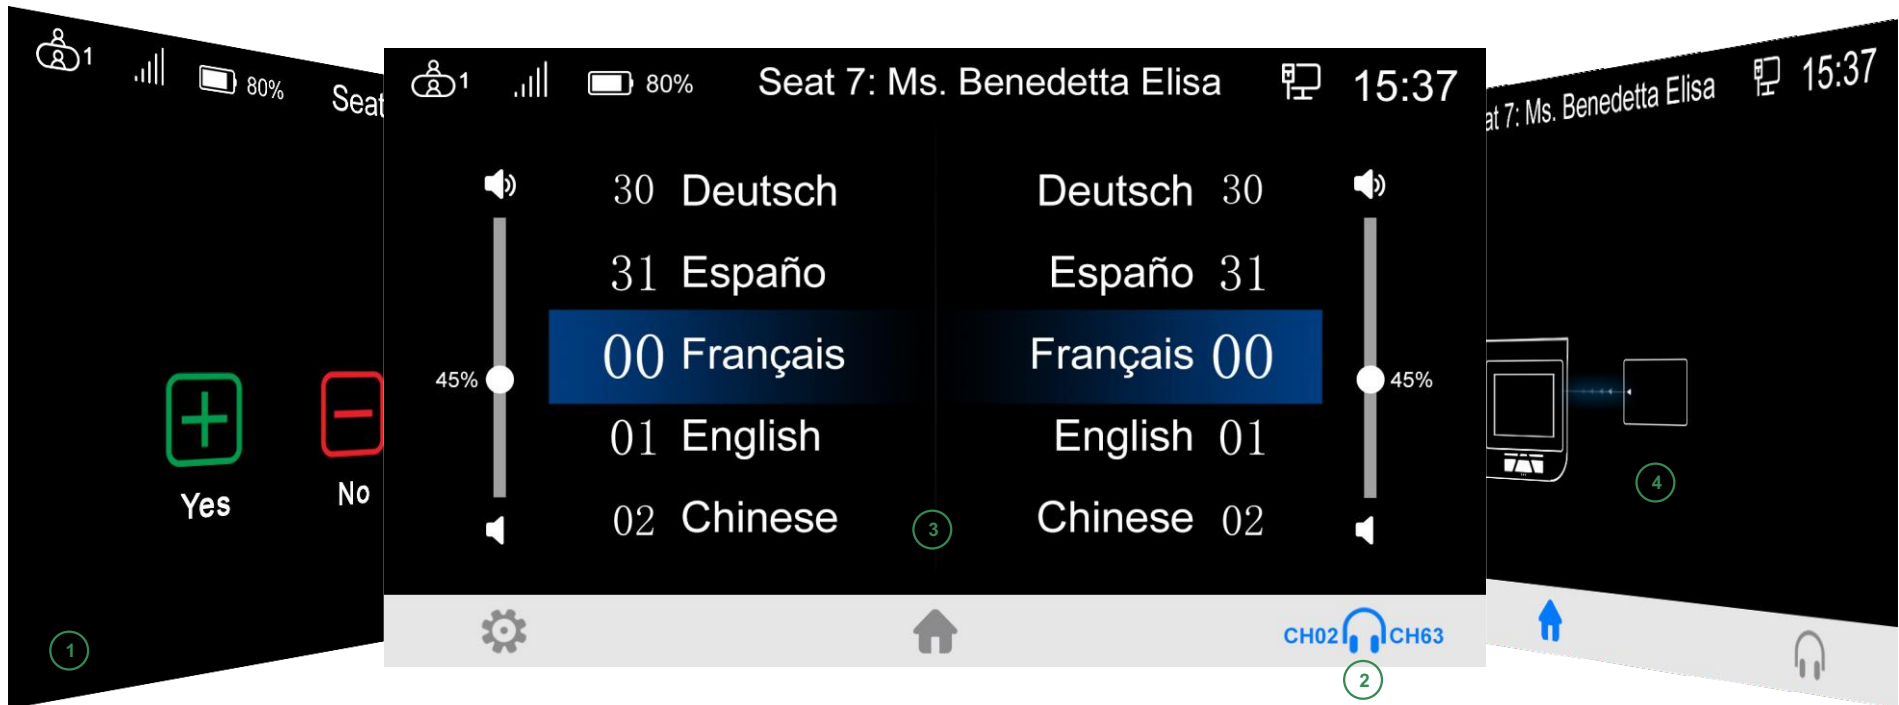 1 80% Seat
Yes No
1
1 80% Seat 7: Ms. Benedetta Elisa 15:37
30 Deutsch Deutsch 30
31 Españo Españo 31
45% 00 Français Français 00 45%
01 English English 01
02 Chinese Chinese 02
3
CH02 CH63
2
at 7: Ms. Benedetta Elisa 15:37
4